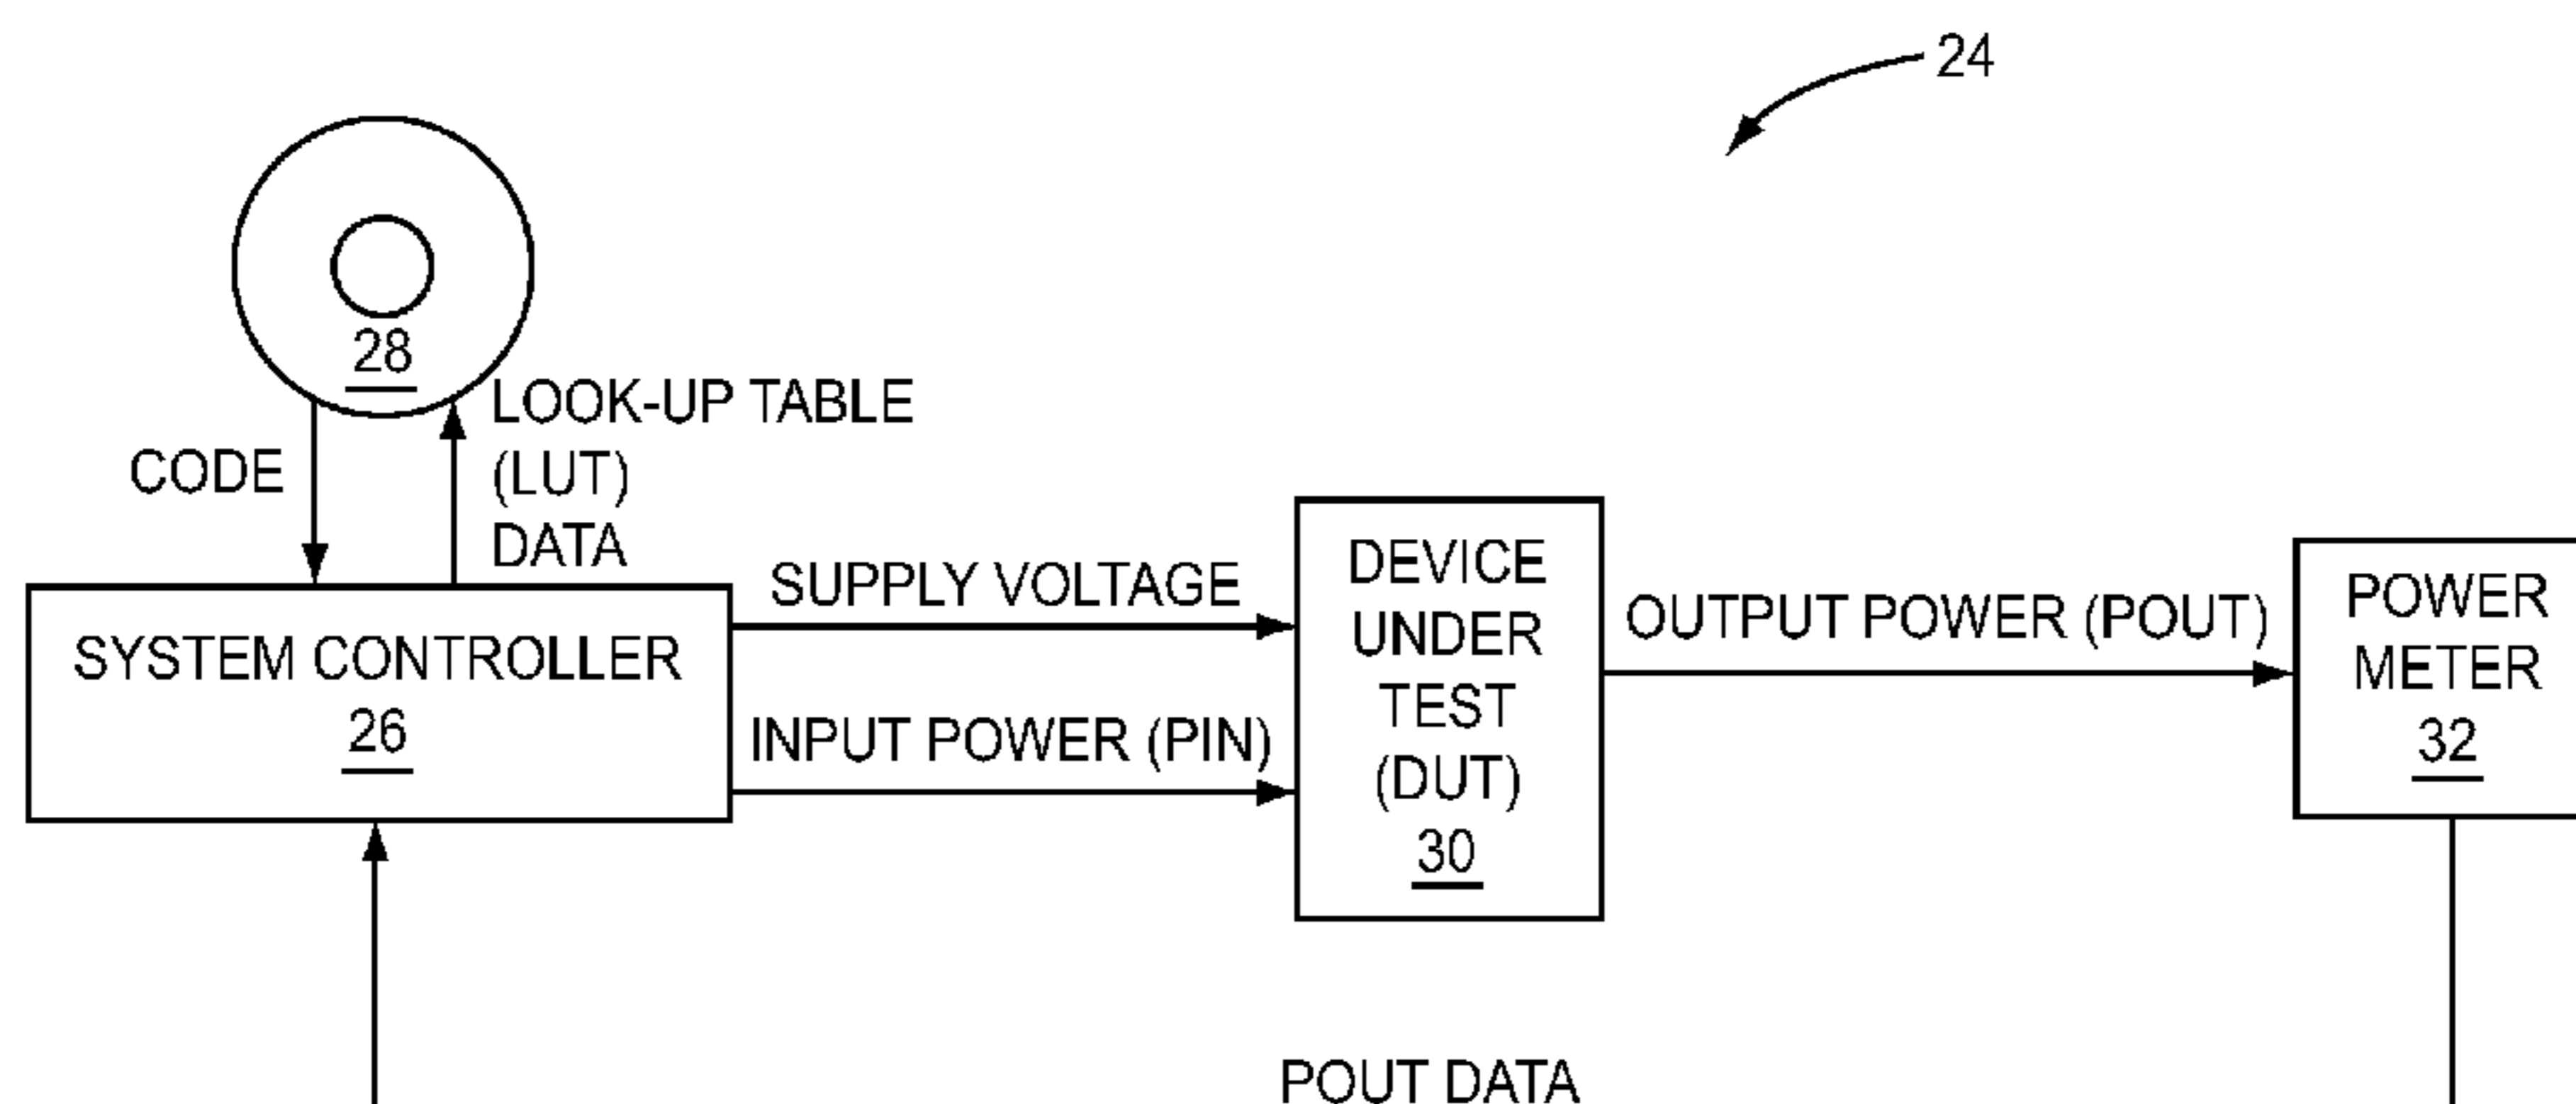 24
28
LOOK-UP TABLE
(LUT)
DATA
CODE
SYSTEM CONTROLLER
26
SUPPLY VOLTAGE
INPUT POWER (PIN)
DEVICE
UNDER
TEST
(DUT)
30
OUTPUT POWER (POUT)
POWER
METER
32
POUT DATA